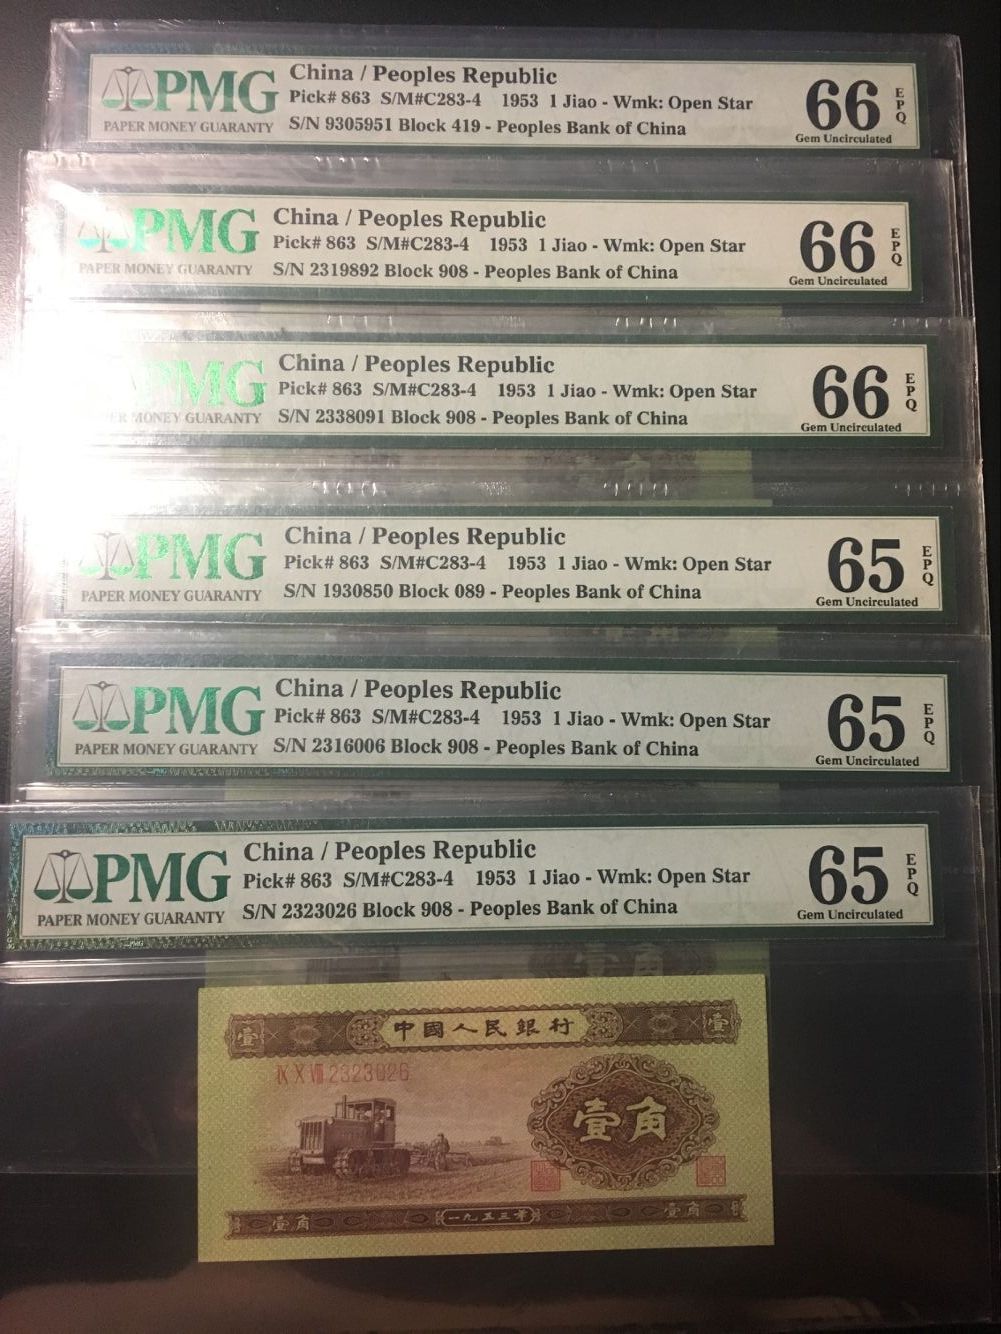 PMG
PAPER MONEY GUARANTY
China / Peoples Republic
Pick# 863 S/M#C283-4 1953 1 Jiao - Wmk: Open Star
S/N 9305951 Block 419 - Peoples Bank of China
66 EPQ
Gem Uncirculated
PMG
PAPER MONEY GUARANTY
China / Peoples Republic
Pick# 863 S/M#C283-4 1953 1 Jiao - Wmk: Open Star
S/N 2319892 Block 908 - Peoples Bank of China
66 EPQ
Gem Uncirculated
PMG
MONEY GUARANTY
China / Peoples Republic
Pick# 863 S/M#C283-4 1953 1 Jiao - Wmk: Open Star
S/N 2338091 Block 908 - Peoples Bank of China
66 EPQ
Gem Uncirculated
PMG
PAPER MONEY GUARANTY
China / Peoples Republic
Pick# 863 S/M#C283-4 1953 1 Jiao - Wmk: Open Star
S/N 1930850 Block 089 - Peoples Bank of China
65 EPQ
Gem Uncirculated
PMG
PAPER MONEY GUARANTY
China / Peoples Republic
Pick# 863 S/M#C283-4 1953 1 Jiao - Wmk: Open Star
S/N 2316006 Block 908 - Peoples Bank of China
65 EPQ
Gem Uncirculated
PMG
PAPER MONEY GUARANTY
China / Peoples Republic
Pick# 863 S/M#C283-4 1953 1 Jiao - Wmk: Open Star
S/N 2323026 Block 908 - Peoples Bank of China
65 EPQ
Gem Uncirculated
壹角
壹 中國人民銀行 壹
IX X VIII 2323026
壹角
壹角 一九五三年 壹角